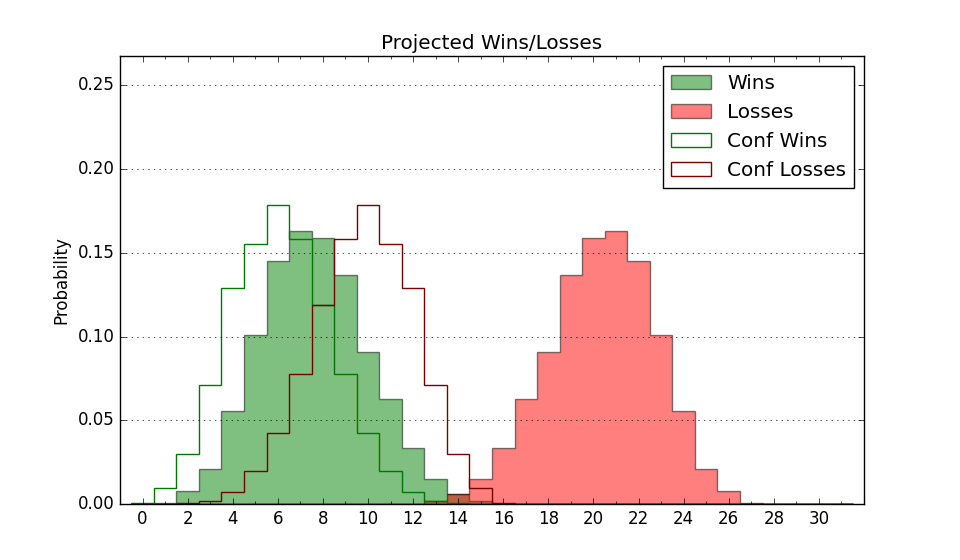 Projected Wins/Losses
Wins
Losses
Conf Wins
Conf Losses
Probability
0.25
0.20
0.15
0.10
0.05
0.00
0 2 4 6 8 10 12 14 16 18 20 22 24 26 28 30